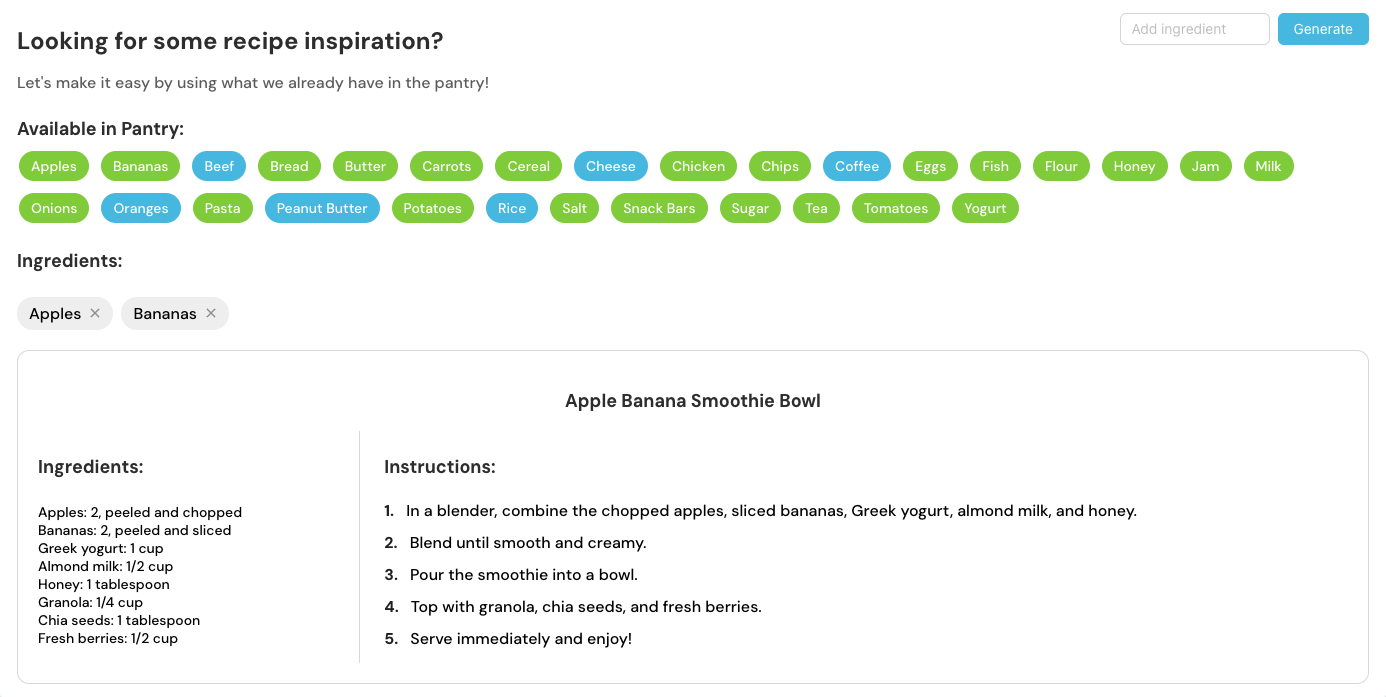 Looking for some recipe inspiration?
Add ingredient Generate
Let's make it easy by using what we already have in the pantry!
Available in Pantry:
Apples Bananas Beef Bread Butter Carrots Cereal Cheese Chicken Chips Coffee Eggs Fish Flour Honey Jam Milk
Onions Oranges Pasta Peanut Butter Potatoes Rice Salt Snack Bars Sugar Tea Tomatoes Yogurt
Ingredients:
Apples × Bananas ×
Apple Banana Smoothie Bowl
Ingredients:
Apples: 2, peeled and chopped
Bananas: 2, peeled and sliced
Greek yogurt: 1 cup
Almond milk: 1/2 cup
Honey: 1 tablespoon
Granola: 1/4 cup
Chia seeds: 1 tablespoon
Fresh berries: 1/2 cup
Instructions:
1. In a blender, combine the chopped apples, sliced bananas, Greek yogurt, almond milk, and honey.
2. Blend until smooth and creamy.
3. Pour the smoothie into a bowl.
4. Top with granola, chia seeds, and fresh berries.
5. Serve immediately and enjoy!